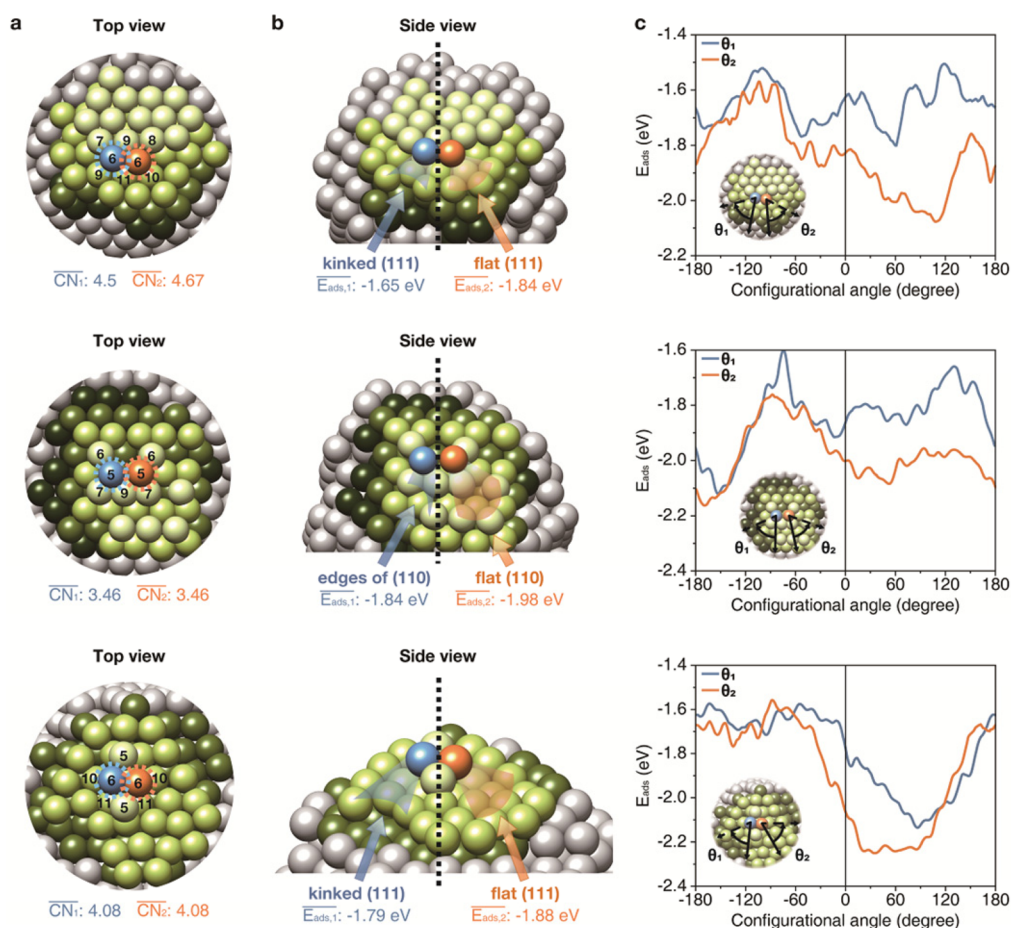 a
b
c
Top view
Side view
7 9 8
6 6
9 11 10
CN1: 4.5 CN2: 4.67
kinked (111) flat (111)
Eads,1: -1.65 eV Eads,2: -1.84 eV
θ1
θ2
Eads (eV)
-1.4
-1.6
-1.8
-2.0
-2.2
θ1 θ2
-180 -120 -60 0 60 120 180
Configurational angle (degree)
Top view
Side view
6 6
5 5
7 9 7
CN1: 3.46 CN2: 3.46
edges of (110) flat (110)
Eads,1: -1.84 eV Eads,2: -1.98 eV
θ1
θ2
Eads (eV)
-1.6
-1.8
-2.0
-2.2
-2.4
θ1 θ2
-180 -120 -60 0 60 120 180
Configurational angle (degree)
Top view
Side view
5
10 6 6 10
11 11
5
CN1: 4.08 CN2: 4.08
kinked (111) flat (111)
Eads,1: -1.79 eV Eads,2: -1.88 eV
θ1
θ2
Eads (eV)
-1.4
-1.6
-1.8
-2.0
-2.2
-2.4
θ1 θ2
-180 -120 -60 0 60 120 180
Configurational angle (degree)